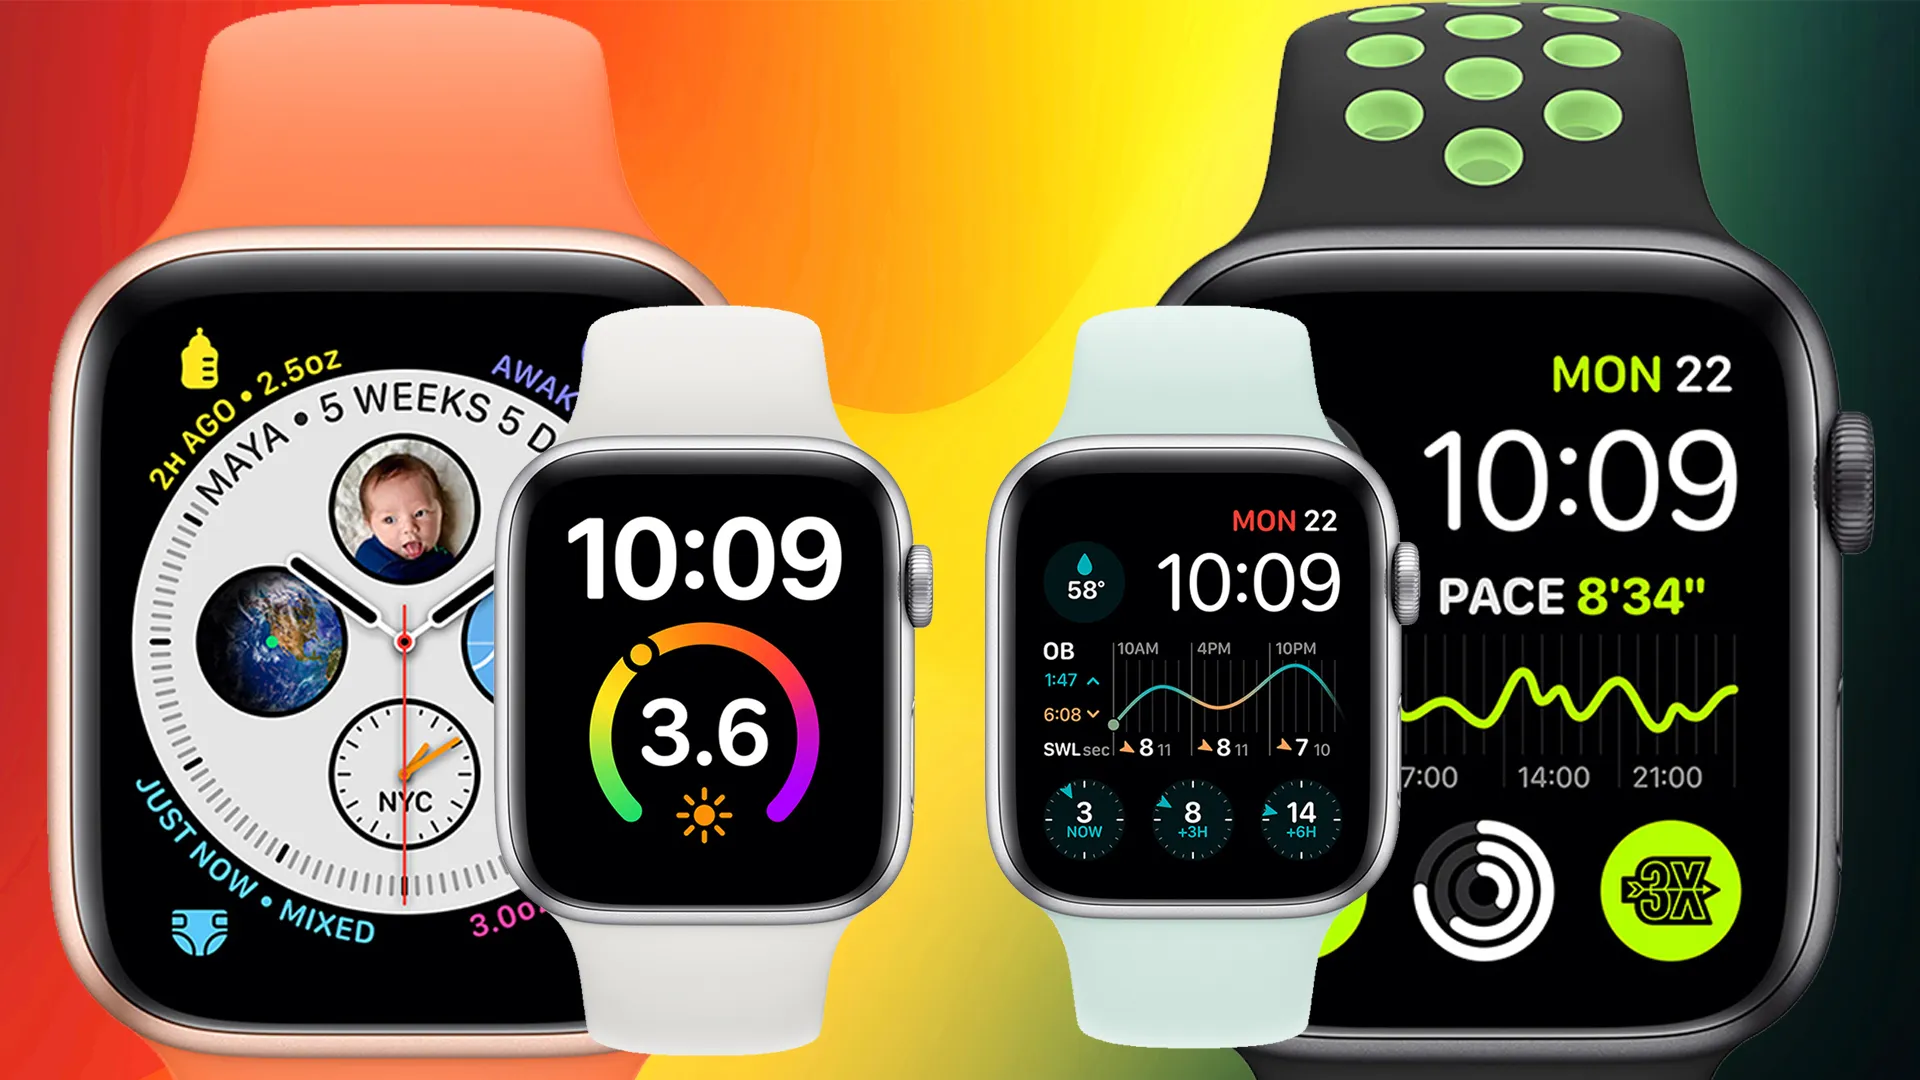 2H AGO • 2.5oz
MAYA • 5 WEEKS 5 D
NYC
JUST NOW • MIXED
10:09
3.6
MON 22
58°
10:09
OB
10AM 4PM 10PM
1:47
6:08
SWL sec 8 11 8 11 7 10
3 8 14
NOW +3H +6H
MON 22
10:09
PACE 8'34"
7:00 14:00 21:00
3X